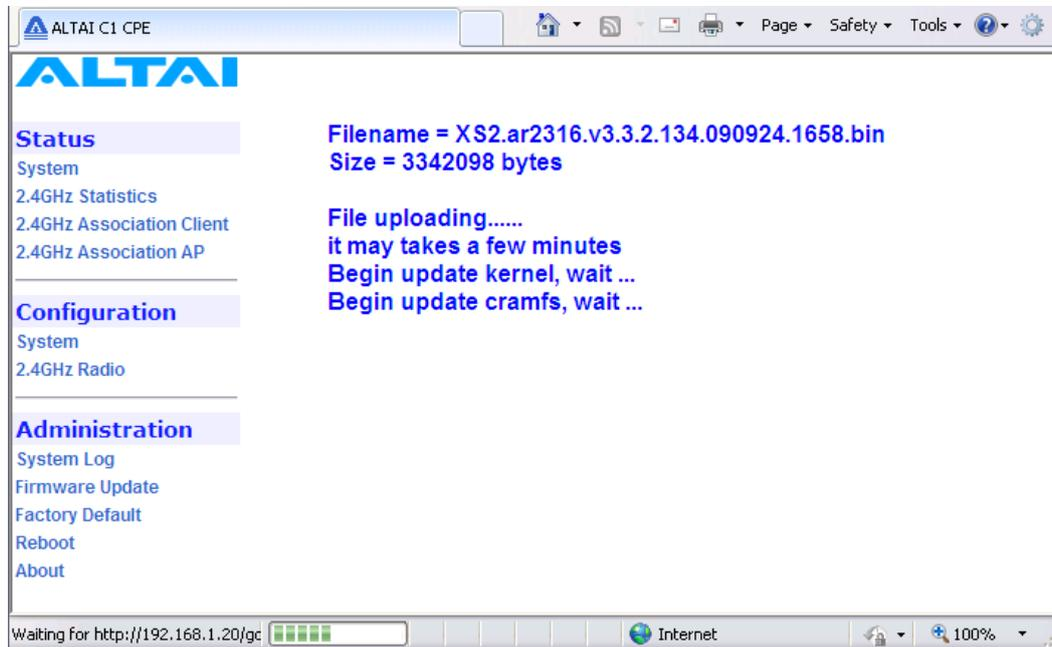 ALTAI C1 CPE
Page Safety Tools
ALTAI
Status
System
2.4GHz Statistics
2.4GHz Association Client
2.4GHz Association AP
Configuration
System
2.4GHz Radio
Administration
System Log
Firmware Update
Factory Default
Reboot
About
Filename = XS2.ar2316.v3.3.2.134.090924.1658.bin
Size = 3342098 bytes
File uploading......
it may takes a few minutes
Begin update kernel, wait ...
Begin update cramfs, wait ...
Waiting for http://192.168.1.20/gc Internet 100%